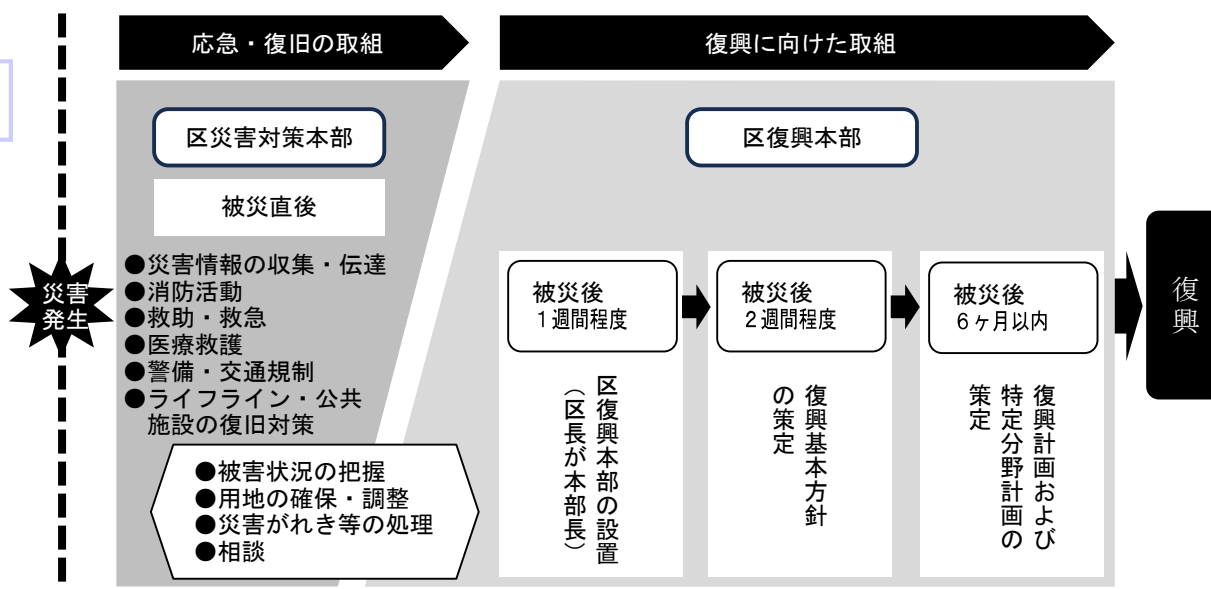 応急・復旧の取組
復興に向けた取組
区災害対策本部
区復興本部
被災直後
災害
発生
●災害情報の収集・伝達
●消防活動
●救助・救急
●医療救護
●警備・交通規制
●ライフライン・公共
施設の復旧対策
●被害状況の把握
●用地の確保・調整
●災害がれき等の処理
●相談
被災後
1週間程度
区復興本部の設置
(区長が本部長)
被災後
2週間程度
復興基本方針
の策定
被災後
6ヶ月以内
復興計画および
特定分野計画の
策定
復興